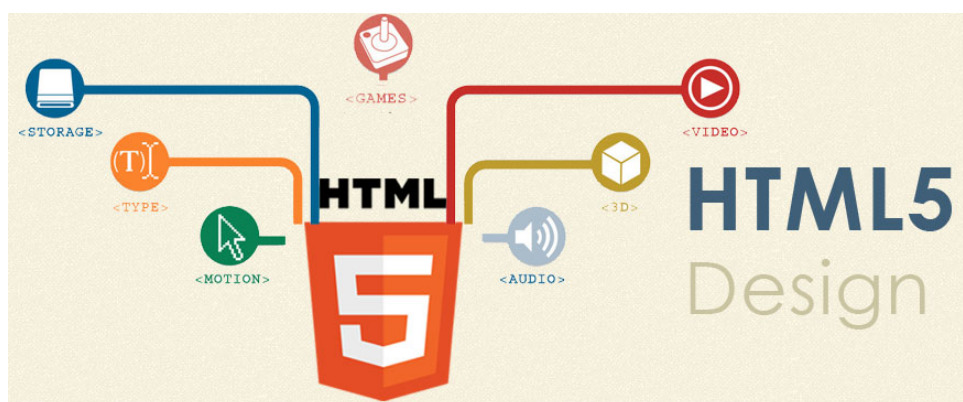 <GAMES>
<STORAGE>
<VIDEO>
(T)
<TYPE>
<3D>
HTML
5
<MOTION>
<AUDIO>
HTML5
Design